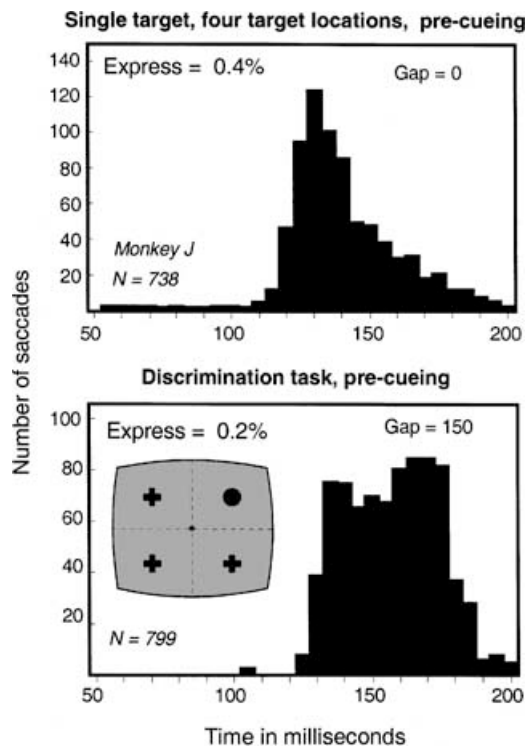 Single target, four target locations, pre-cueing
140
120
100
80
60
40
20
Express = 0.4%
Gap = 0
Monkey J
N = 738
50 100 150 200
Number of saccades
Discrimination task, pre-cueing
100
80
60
40
20
Express = 0.2%
Gap = 150
N = 799
50 100 150 200
Time in milliseconds